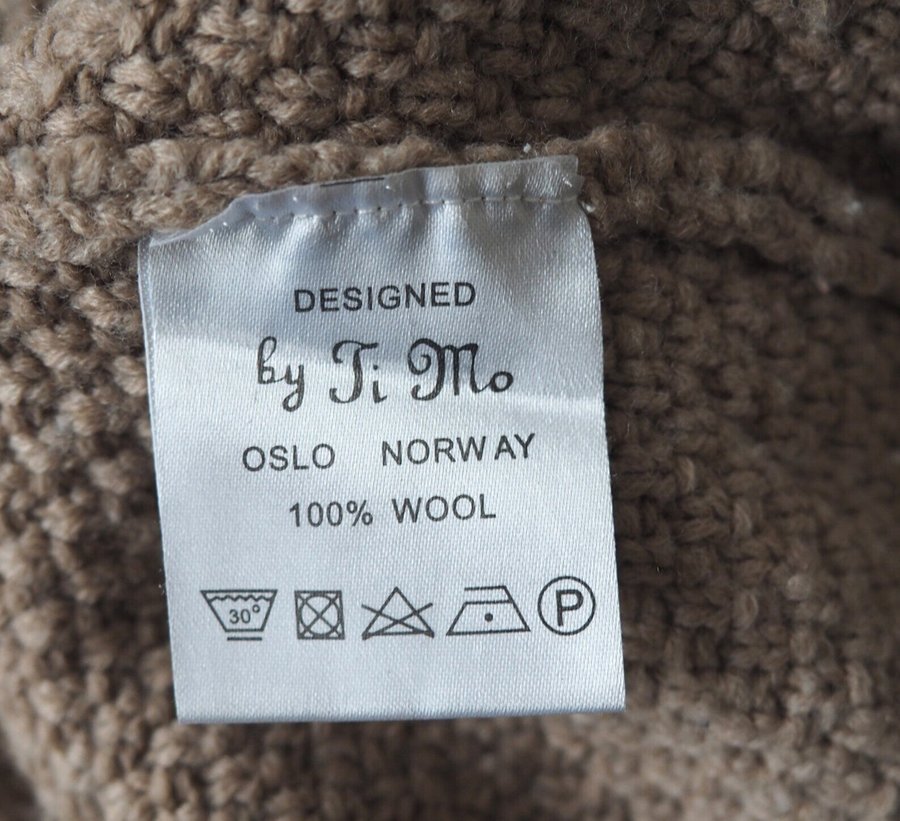 DESIGNED
by Ti Mo
OSLO NORWAY
100% WOOL
30°
P